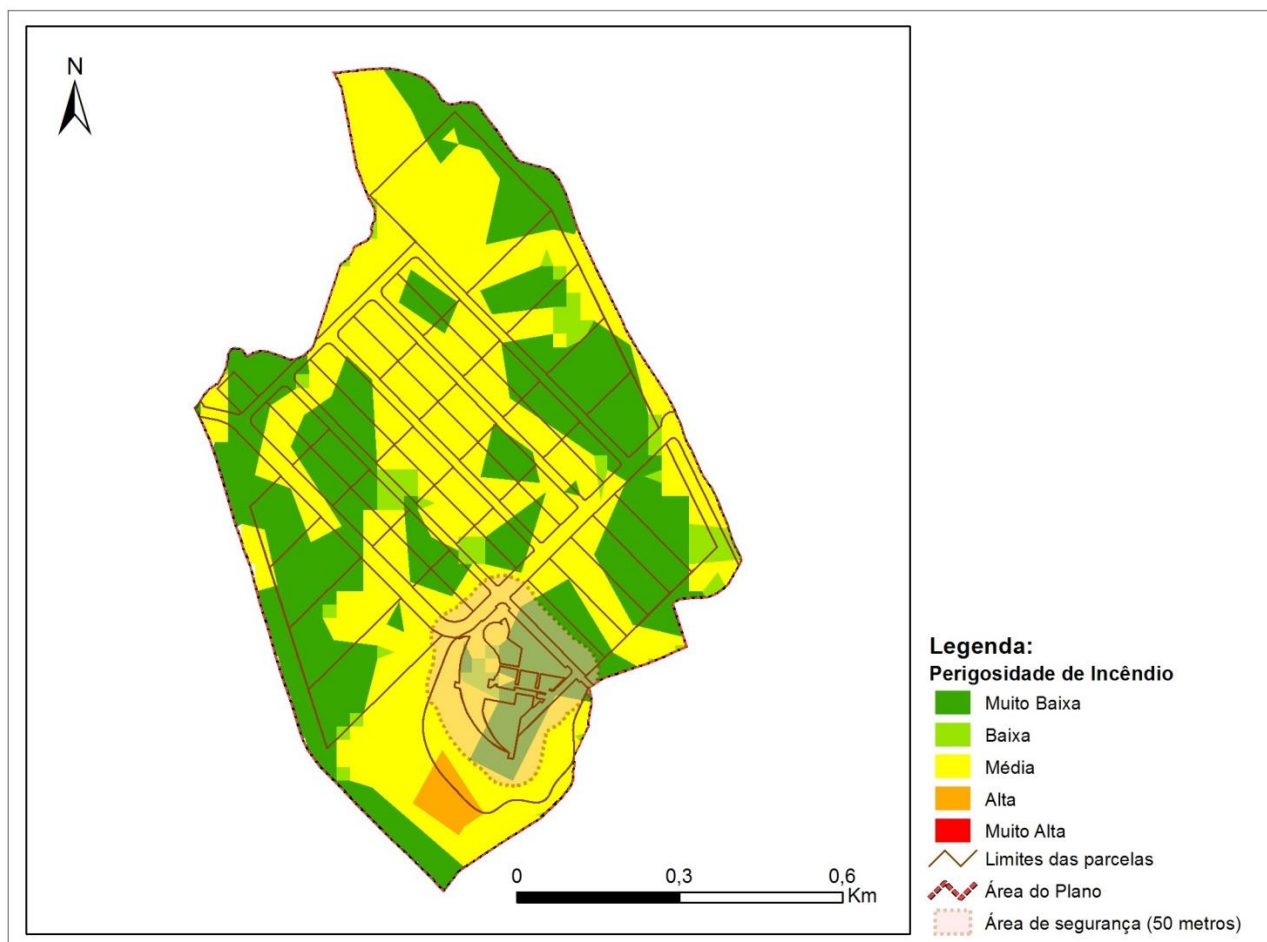 N
Legenda:
Perigosidade de Incêndio
Muito Baixa
Baixa
Média
Alta
Muito Alta
Limites das parcelas
Área do Plano
Área de segurança (50 metros)
0 0,3 0,6
Km